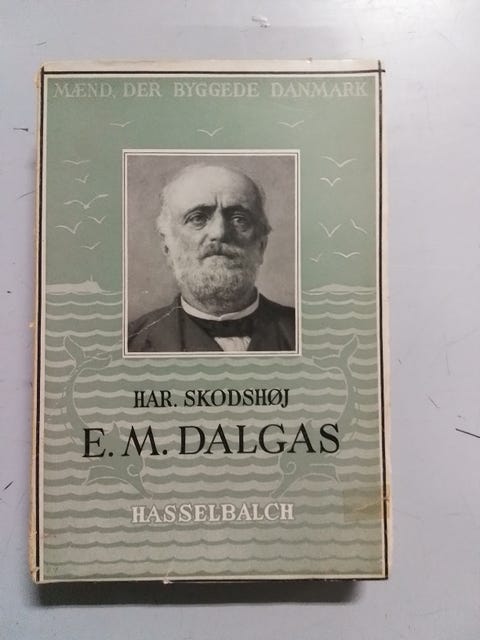 MÆND, DER BYGGEDE DANMARK
HAR. SKODSHØJ
E. M. DALGAS
HASSELBALCH